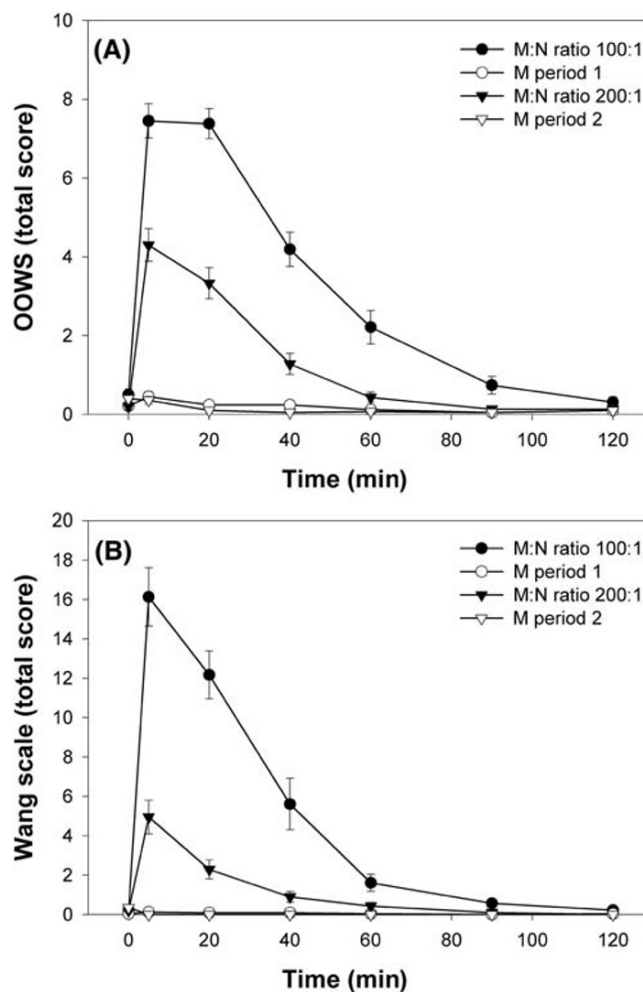 (A)
10
8
6
4
2
0
OOWS (total score)
M:N ratio 100:1
M period 1
M:N ratio 200:1
M period 2
0 20 40 60 80 100 120
Time (min)
(B)
20
18
16
14
12
10
8
6
4
2
0
Wang scale (total score)
M:N ratio 100:1
M period 1
M:N ratio 200:1
M period 2
0 20 40 60 80 100 120
Time (min)